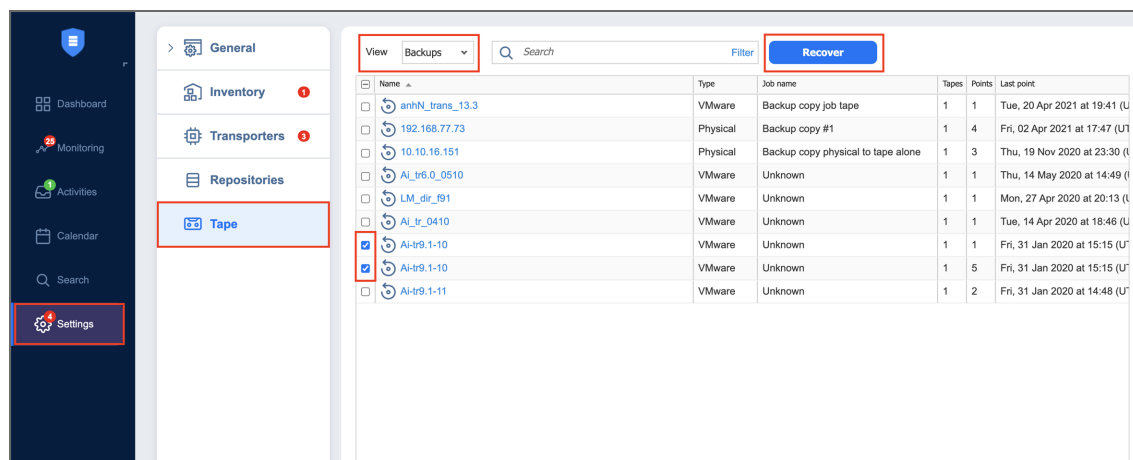 Dashboard
25
Monitoring
1
Activities
Calendar
Search
4
Settings
General
Inventory 1
Transporters 3
Repositories
Tape
View Backups Search Filter Recover
Name Type Job name Tapes Points Last point
anhN_trans_13.3 VMware Backup copy job tape 1 1 Tue, 20 Apr 2021 at 19:41 (U
192.168.77.73 Physical Backup copy #1 1 4 Fri, 02 Apr 2021 at 17:47 (UT
10.10.16.151 Physical Backup copy physical to tape alone 1 3 Thu, 19 Nov 2020 at 23:30 (
Ai_tr6.0_0510 VMware Unknown 1 1 Thu, 14 May 2020 at 14:49 (
LM_dir_f91 VMware Unknown 1 1 Mon, 27 Apr 2020 at 20:13 (
Ai_tr_0410 VMware Unknown 1 1 Tue, 14 Apr 2020 at 18:46 (U
Ai-tr9.1-10 VMware Unknown 1 1 Fri, 31 Jan 2020 at 15:15 (U
Ai-tr9.1-10 VMware Unknown 1 5 Fri, 31 Jan 2020 at 15:15 (U
Ai-tr9.1-11 VMware Unknown 1 2 Fri, 31 Jan 2020 at 14:48 (U